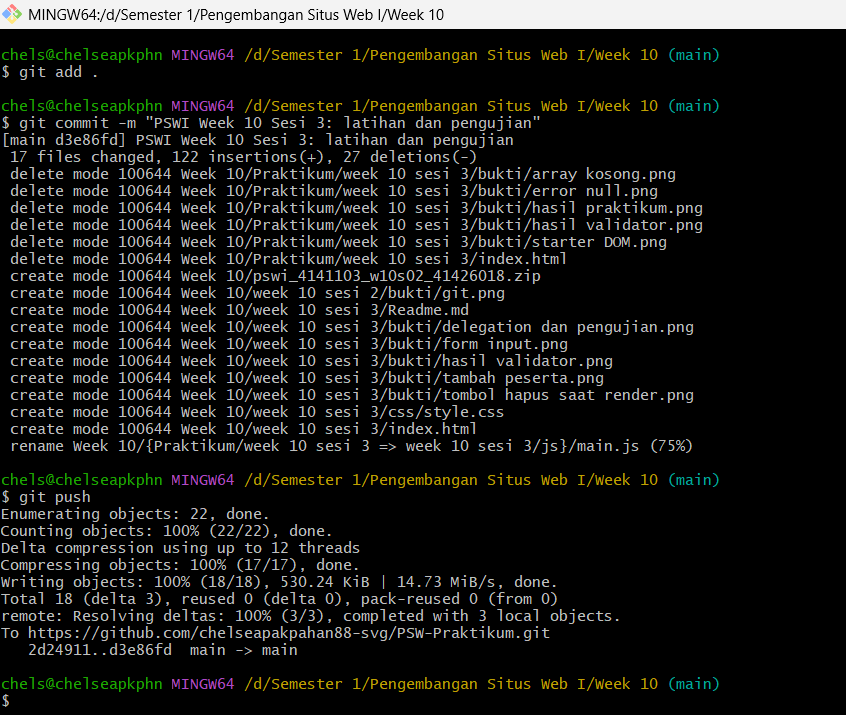 MINGW64:/d/Semester 1/Pengembangan Situs Web I/Week 10
chels@chelseapkphn MINGW64 /d/Semester 1/Pengembangan Situs Web I/Week 10 (main)
$ git add .
chels@chelseapkphn MINGW64 /d/Semester 1/Pengembangan Situs Web I/Week 10 (main)
$ git commit -m "PSWI Week 10 Sesi 3: latihan dan pengujian"
[main d3e86fd] PSWI Week 10 Sesi 3: latihan dan pengujian
 17 files changed, 122 insertions(+), 27 deletions(-)
 delete mode 100644 Week 10/Praktikum/week 10 sesi 3/bukti/array kosong.png
 delete mode 100644 Week 10/Praktikum/week 10 sesi 3/bukti/error null.png
 delete mode 100644 Week 10/Praktikum/week 10 sesi 3/bukti/hasil praktikum.png
 delete mode 100644 Week 10/Praktikum/week 10 sesi 3/bukti/hasil validator.png
 delete mode 100644 Week 10/Praktikum/week 10 sesi 3/bukti/starter DOM.png
 delete mode 100644 Week 10/Praktikum/week 10 sesi 3/index.html
 create mode 100644 Week 10/pswi_4141103_w10s02_41426018.zip
 create mode 100644 Week 10/week 10 sesi 2/bukti/git.png
 create mode 100644 Week 10/week 10 sesi 3/Readme.md
 create mode 100644 Week 10/week 10 sesi 3/bukti/delegation dan pengujian.png
 create mode 100644 Week 10/week 10 sesi 3/bukti/form input.png
 create mode 100644 Week 10/week 10 sesi 3/bukti/hasil validator.png
 create mode 100644 Week 10/week 10 sesi 3/bukti/tambah peserta.png
 create mode 100644 Week 10/week 10 sesi 3/bukti/tombol hapus saat render.png
 create mode 100644 Week 10/week 10 sesi 3/css/style.css
 create mode 100644 Week 10/week 10 sesi 3/index.html
 rename Week 10/{Praktikum/week 10 sesi 3 => week 10 sesi 3/js}/main.js (75%)
chels@chelseapkphn MINGW64 /d/Semester 1/Pengembangan Situs Web I/Week 10 (main)
$ git push
Enumerating objects: 22, done.
Counting objects: 100% (22/22), done.
Delta compression using up to 12 threads
Compressing objects: 100% (17/17), done.
Writing objects: 100% (18/18), 530.24 KiB | 14.73 MiB/s, done.
Total 18 (delta 3), reused 0 (delta 0), pack-reused 0 (from 0)
remote: Resolving deltas: 100% (3/3), completed with 3 local objects.
To https://github.com/chelseapakpahan88-svg/PSW-Praktikum.git
   2d24911..d3e86fd  main -> main
chels@chelseapkphn MINGW64 /d/Semester 1/Pengembangan Situs Web I/Week 10 (main)
$